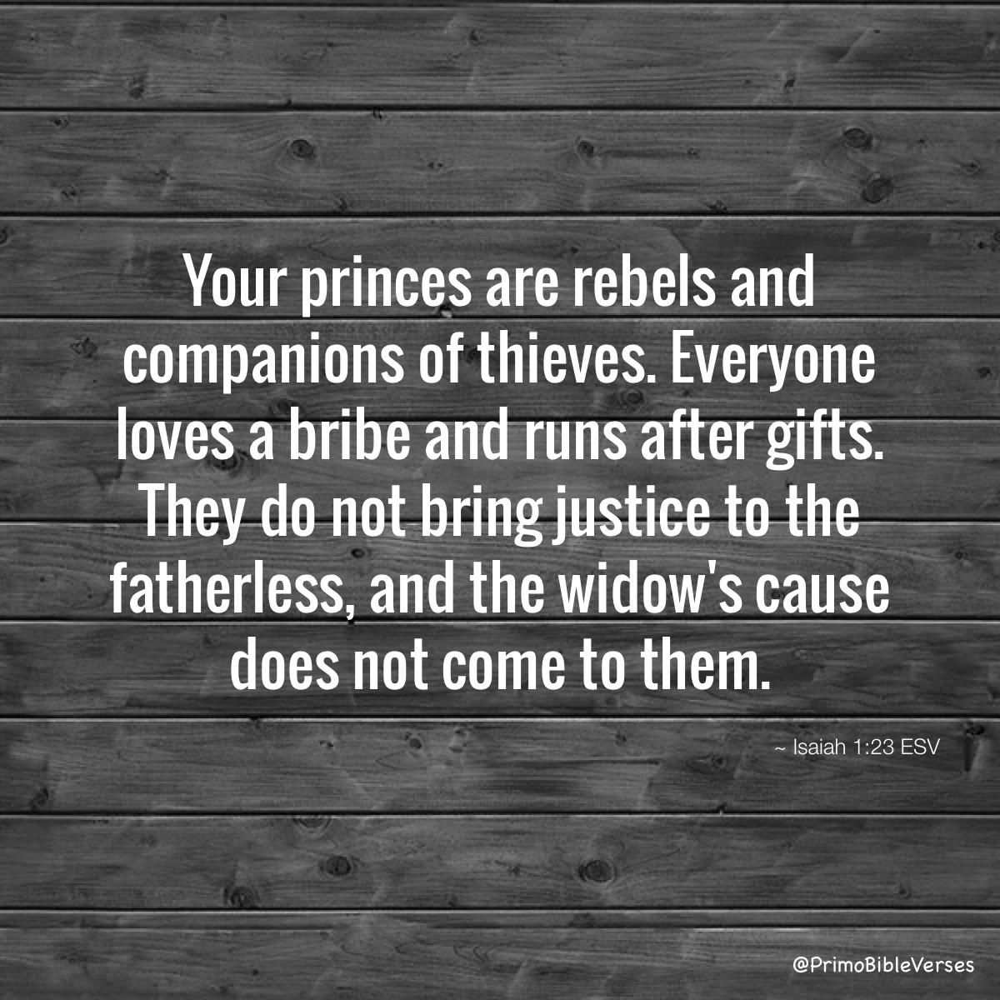 Your princes are rebels and
companions of thieves. Everyone
loves a bribe and runs after gifts.
They do not bring justice to the
fatherless, and the widow's cause
does not come to them.
~ Isaiah 1:23 ESV
@PrimoBibleVerses